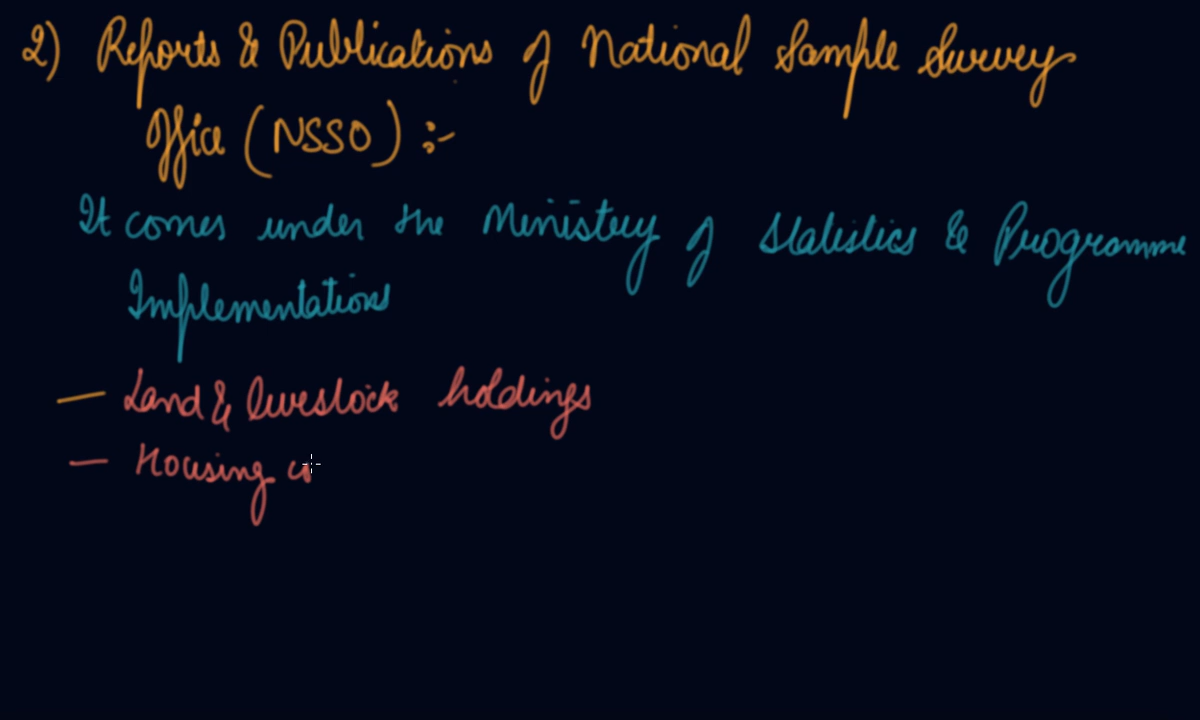 2) Reports & Publications of National Sample Survey
Office (NSSO) :-
It comes under the Ministry of Statistics & Programme
Implementations
— Land & livestock holdings
— Housing